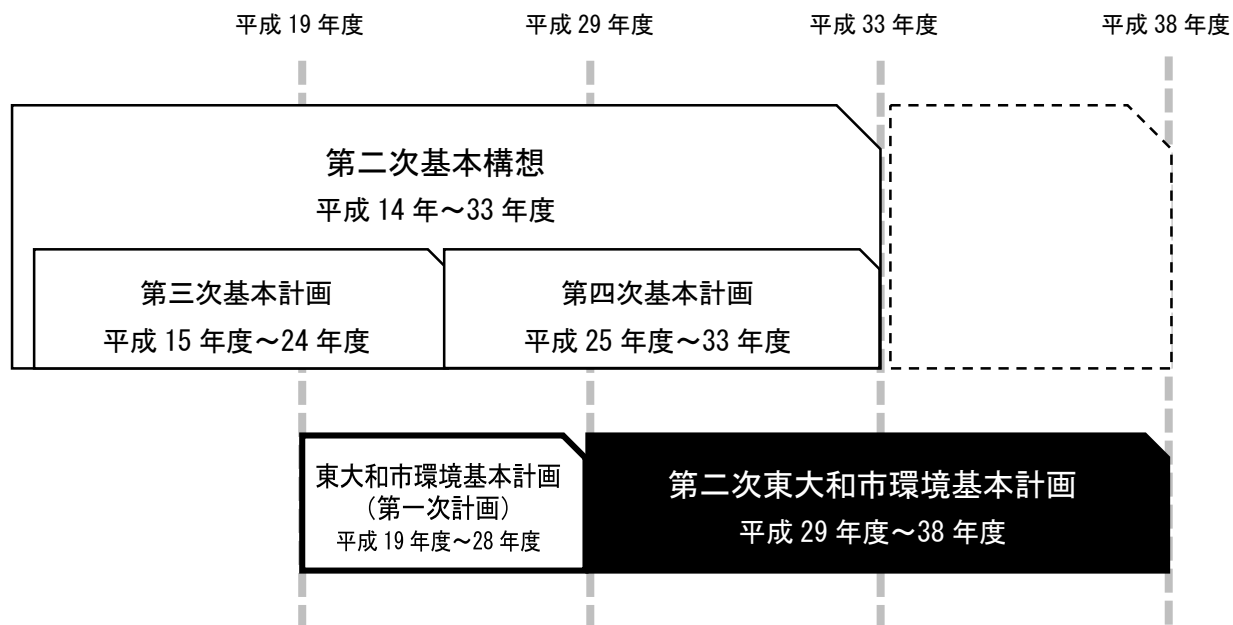 平成 19 年度
平成 29 年度
平成 33 年度
平成 38 年度
第二次基本構想
平成 14 年～33 年度
第三次基本計画
平成 15 年度～24 年度
第四次基本計画
平成 25 年度～33 年度
東大和市環境基本計画
（第一次計画）
平成 19 年度～28 年度
第二次東大和市環境基本計画
平成 29 年度～38 年度